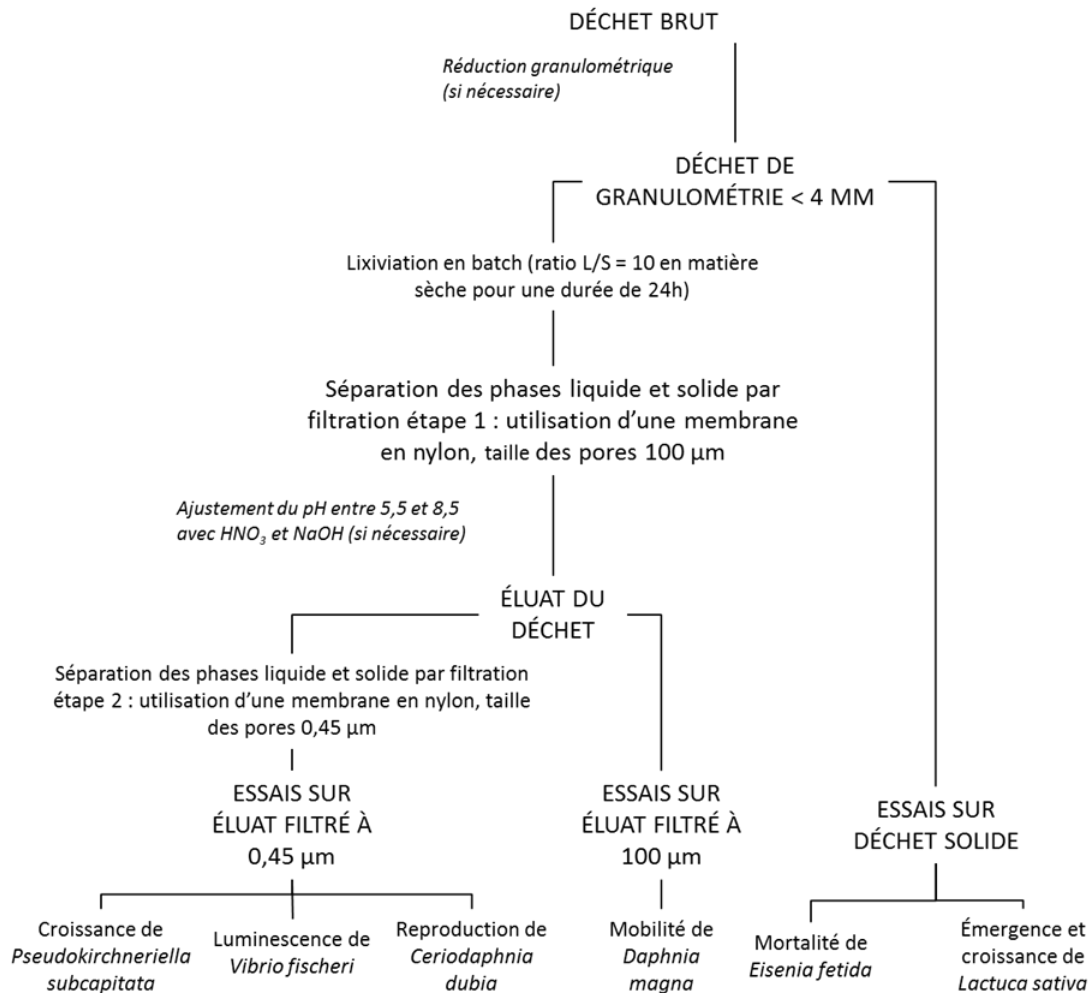 DÉCHET BRUT
Réduction granulométrique
(si nécessaire)
DÉCHET DE
GRANULOMÉTRIE < 4 MM
Lixiviation en batch (ratio L/S = 10 en matière
sèche pour une durée de 24h)
Séparation des phases liquide et solide par
filtration étape 1 : utilisation d’une membrane
en nylon, taille des pores 100 µm
Ajustement du pH entre 5,5 et 8,5
avec HNO₃ et NaOH (si nécessaire)
ÉLUAT DU
DÉCHET
Séparation des phases liquide et solide par filtration
étape 2 : utilisation d’une membrane en nylon, taille
des pores 0,45 µm
ESSAIS SUR
ÉLUAT FILTRÉ À
0,45 µm
ESSAIS SUR
ÉLUAT FILTRÉ À
100 µm
ESSAIS SUR
DÉCHET SOLIDE
Croissance de
Pseudokirchneriella
subcapitata
Luminescence de
Vibrio fischeri
Reproduction de
Ceriodaphnia
dubia
Mobilité de
Daphnia
magna
Mortalité de
Eisenia fetida
Émergence et
croissance de
Lactuca sativa